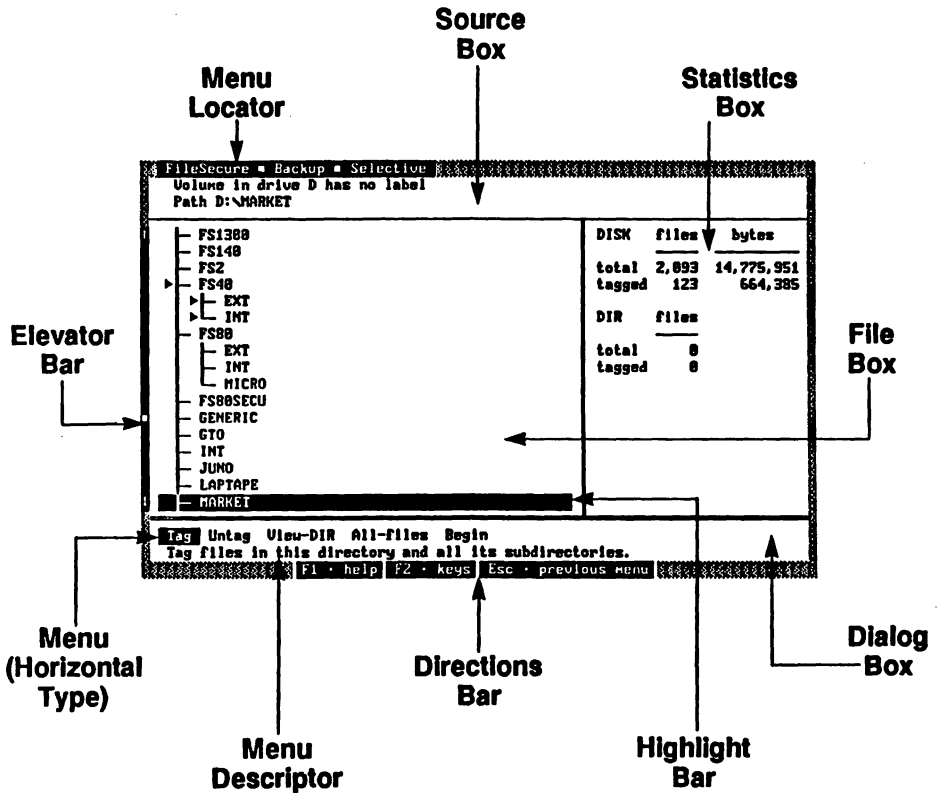 Source
Box
Menu
Locator
Statistics
Box
FileSecure ▪ Backup ▪ Selective
Volume in drive D has no label
Path D:\MARKET
FS1300
FS140
FS2
FS40
EXT
INT
FS80
EXT
INT
MICRO
FS80SECU
GENERIC
GTO
INT
JUNO
LAPTAPE
MARKET
DISK files bytes
total 2,093 14,775,951
tagged 123 664,385
DIR files
total 0
tagged 0
Elevator
Bar
File
Box
Tag Untag View-DIR All-files Begin
Tag files in this directory and all its subdirectories.
F1 · help F2 · keys Esc · previous menu
Menu
(Horizontal
Type)
Directions
Bar
Dialog
Box
Menu
Descriptor
Highlight
Bar